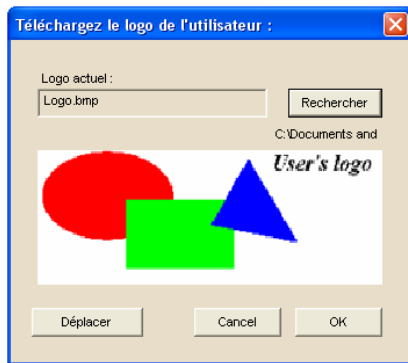 Téléchargez le logo de l'utilisateur :
Logo actuel :
Logo.bmp
Rechercher
C:\Documents and
User's logo
Déplacer
Cancel
OK